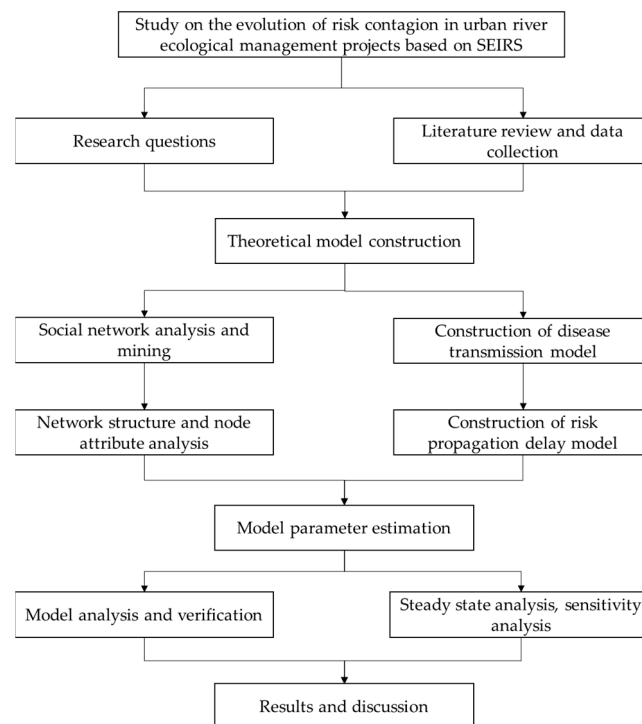 Study on the evolution of risk contagion in urban river
ecological management projects based on SEIRS
Research questions
Literature review and data
collection
Theoretical model construction
Social network analysis and
mining
Construction of disease
transmission model
Network structure and node
attribute analysis
Construction of risk
propagation delay model
Model parameter estimation
Model analysis and verification
Steady state analysis, sensitivity
analysis
Results and discussion